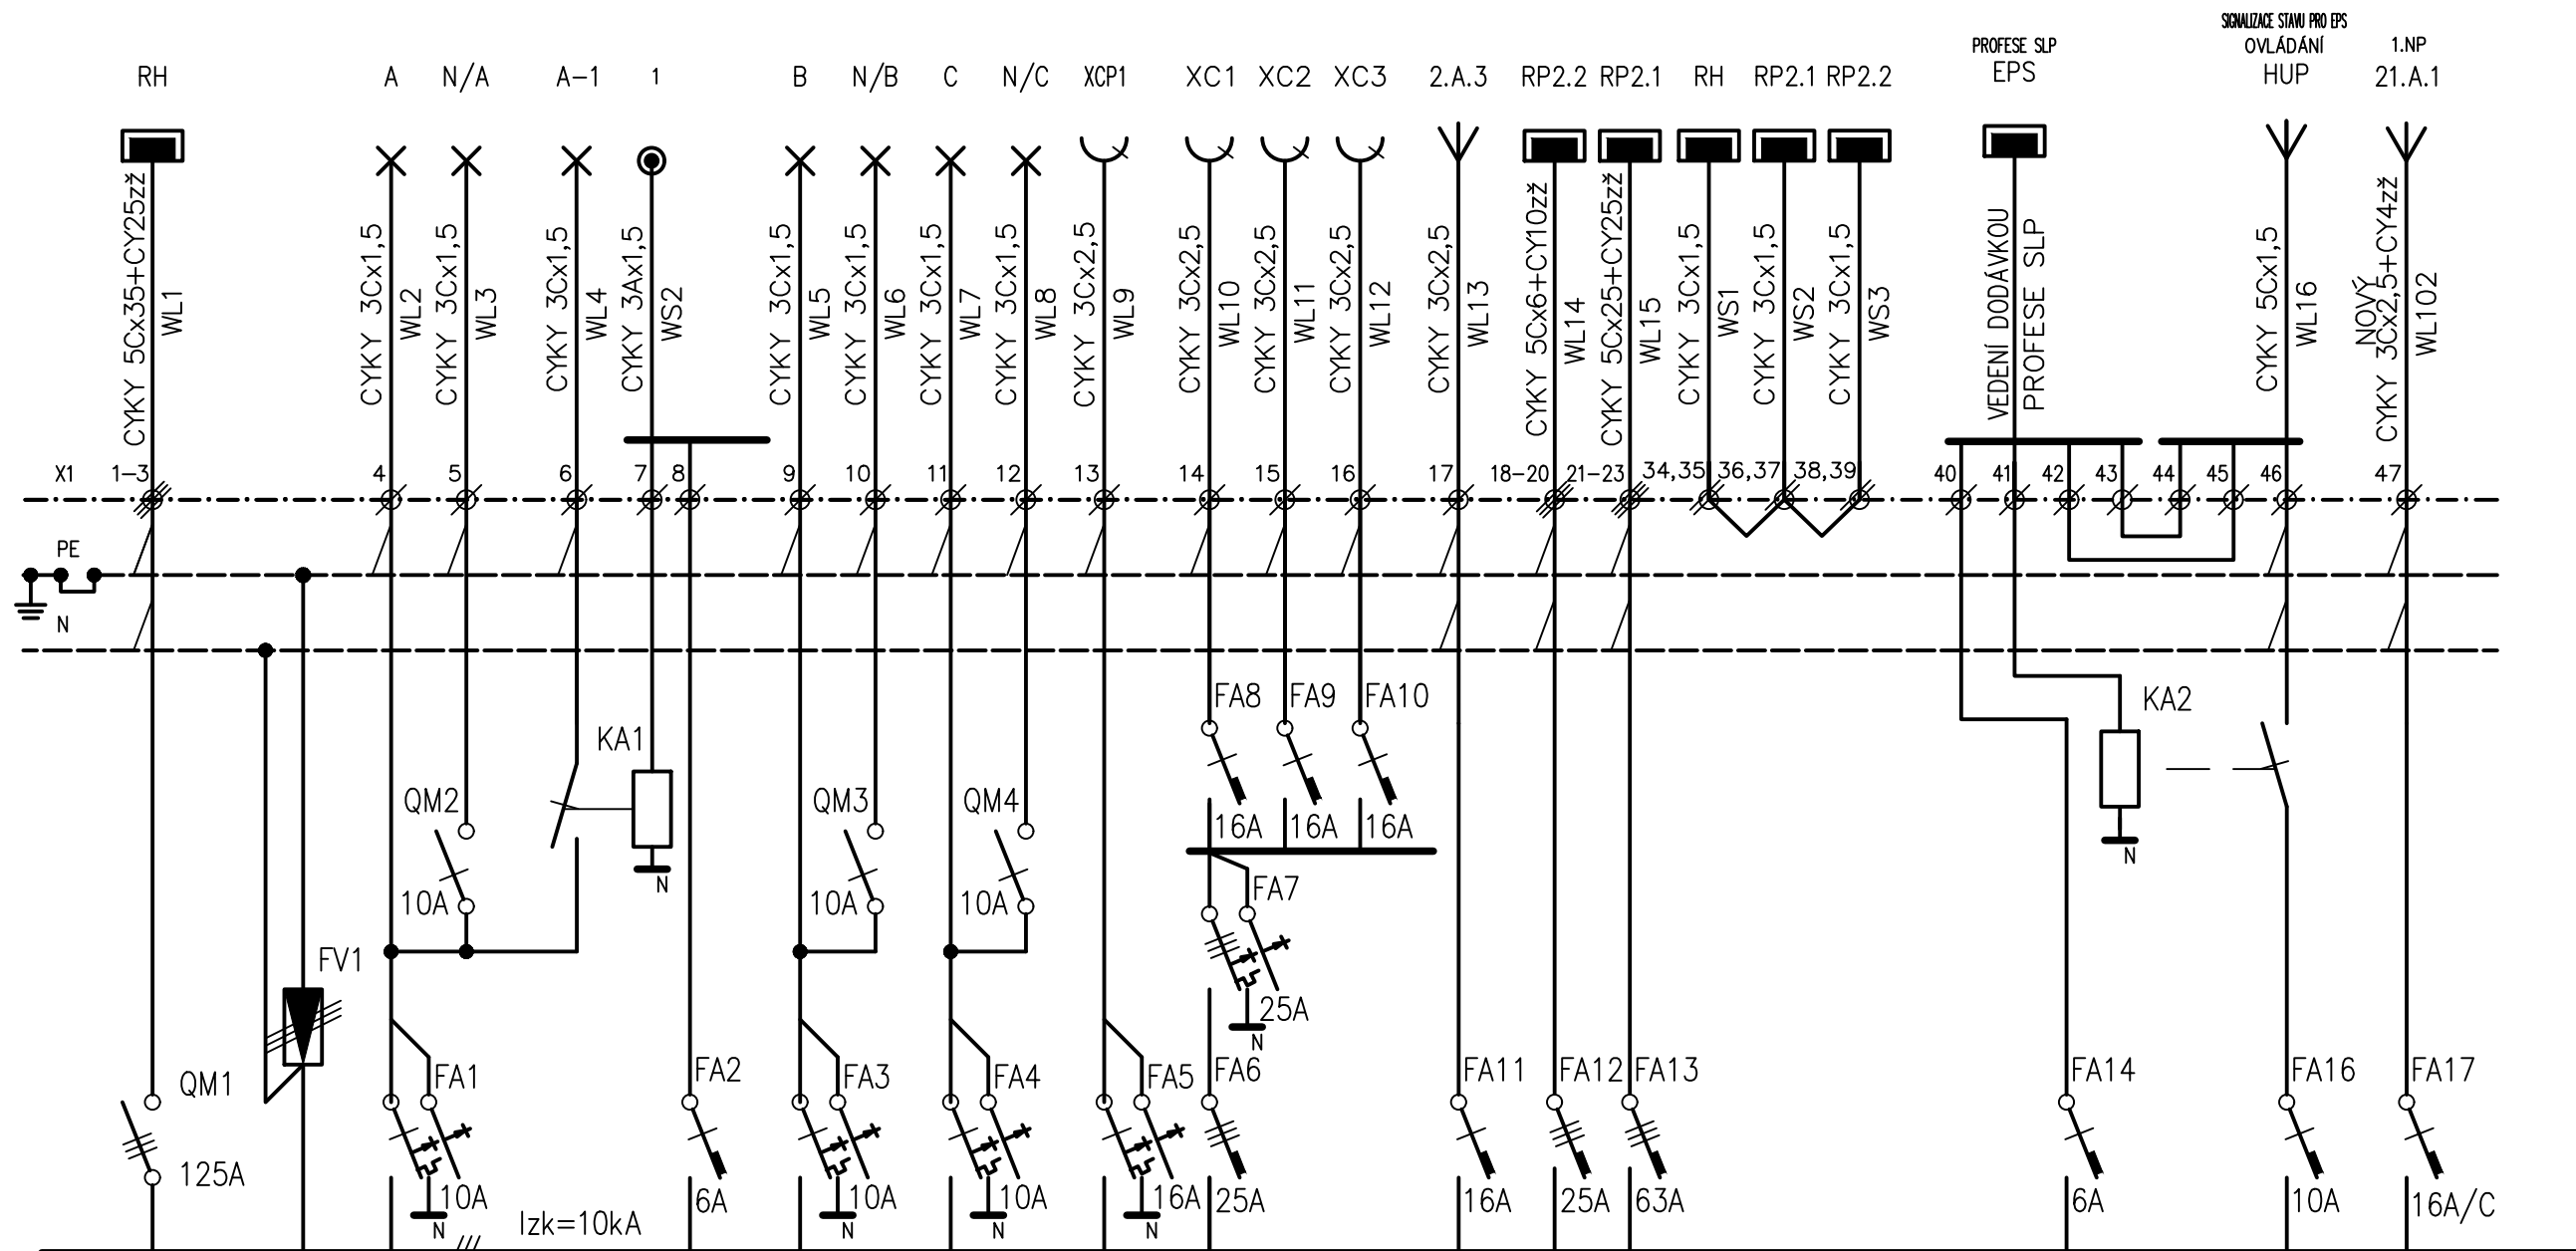 SIGNALIZACE STAVU PRO EPS
PROFESE SLP
OVLÁDÁNÍ
1.NP
RH
A
N/A
A-1
1
B
N/B
C
N/C
XCP1
XC1
XC2
XC3
2.A.3
RP2.2
RP2.1
RH
RP2.1
RP2.2
EPS
HUP
21.A.1
CYKY 5Cx35+CY25zž
WL1
CYKY 3Cx1,5
WL2
CYKY 3Cx1,5
WL3
CYKY 3Cx1,5
WL4
CYKY 3Ax1,5
WS2
CYKY 3Cx1,5
WL5
CYKY 3Cx1,5
WL6
CYKY 3Cx1,5
WL7
CYKY 3Cx1,5
WL8
CYKY 3Cx2,5
WL9
CYKY 3Cx2,5
WL10
CYKY 3Cx2,5
WL11
CYKY 3Cx2,5
WL12
CYKY 3Cx2,5
WL13
CYKY 5Cx6+CY10zž
WL14
CYKY 5Cx25+CY25zž
WL15
CYKY 3Cx1,5
WS1
CYKY 3Cx1,5
WS2
CYKY 3Cx1,5
WS3
VEDENÍ DODÁVKOU
PROFESE SLP
CYKY 5Cx1,5
WL16
NOVÝ
CYKY 3Cx2,5+CY4zž
WL102
X1
1-3
4
5
6
7
8
9
10
11
12
13
14
15
16
17
18-20
21-23
34,35
36,37
38,39
40
41
42
43
44
45
46
47
PE
N
FA8
FA9
FA10
KA2
KA1
QM2
QM3
QM4
16A
16A
16A
N
N
10A
10A
10A
FA7
FV1
25A
N
QM1
FA1
FA2
FA3
FA4
FA5
FA6
FA11
FA12
FA13
FA14
FA16
FA17
125A
10A
6A
10A
10A
16A
25A
16A
25A
63A
6A
10A
16A/C
N
Izk=10kA
N
N
N